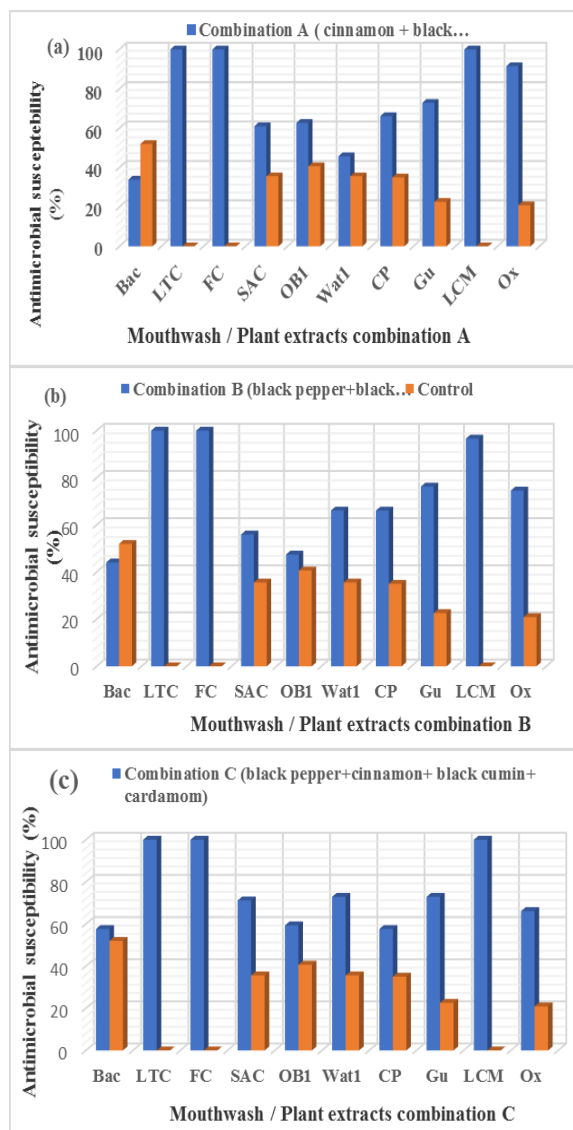 (a)
Combination A ( cinnamon + black…
Antimicrobial susceptebility
(%)
100
80
60
40
20
0
Bac LTC FC SAC OB1 Wat1 CP Gu LCM Ox
Mouthwash / Plant extracts combination A
(b)
Combination B (black pepper+black… Control
Antimicrobial susceptibility
(%)
100
80
60
40
20
0
Bac LTC FC SAC OB1 Wat1 CP Gu LCM Ox
Mouthwash / Plant extracts combination B
(c)
Combination C (black pepper+cinnamon+ black cumin+
cardamom)
Antimicrobial susceptibility (%)
100
80
60
40
20
0
Bac LTC FC SAC OB1 Wat1 CP Gu LCM Ox
Mouthwash / Plant extracts combination C